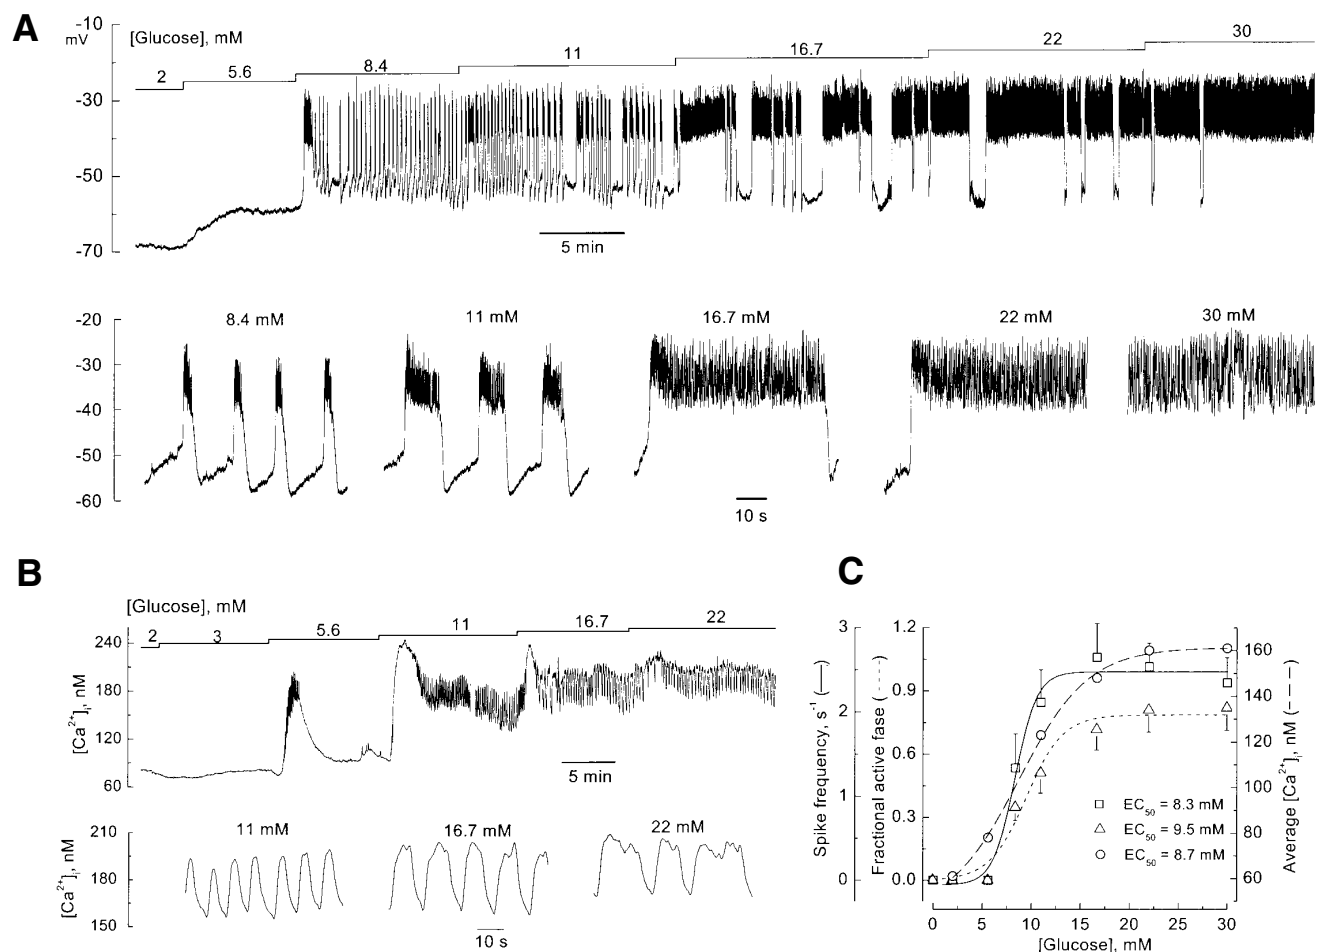 A
-10
mV
[Glucose], mM
2
5.6
8.4
11
16.7
22
30
-30
-50
-70
5 min
-20
8.4 mM
11 mM
16.7 mM
22 mM
30 mM
-30
-40
-50
-60
10 s
B
[Glucose], mM
2
3
5.6
11
16.7
22
240
180
120
60
[Ca2+]i, nM
5 min
210
180
150
[Ca2+]i, nM
11 mM
16.7 mM
22 mM
10 s
C
3
2
1
0
Spike frequency, s-1 (——)
1.2
0.9
0.6
0.3
0.0
Fractional active fase (- - - -)
160
140
120
100
80
60
Average [Ca2+]i, nM (– – –)
EC50 = 8.3 mM
EC50 = 9.5 mM
EC50 = 8.7 mM
0 5 10 15 20 25 30
[Glucose], mM